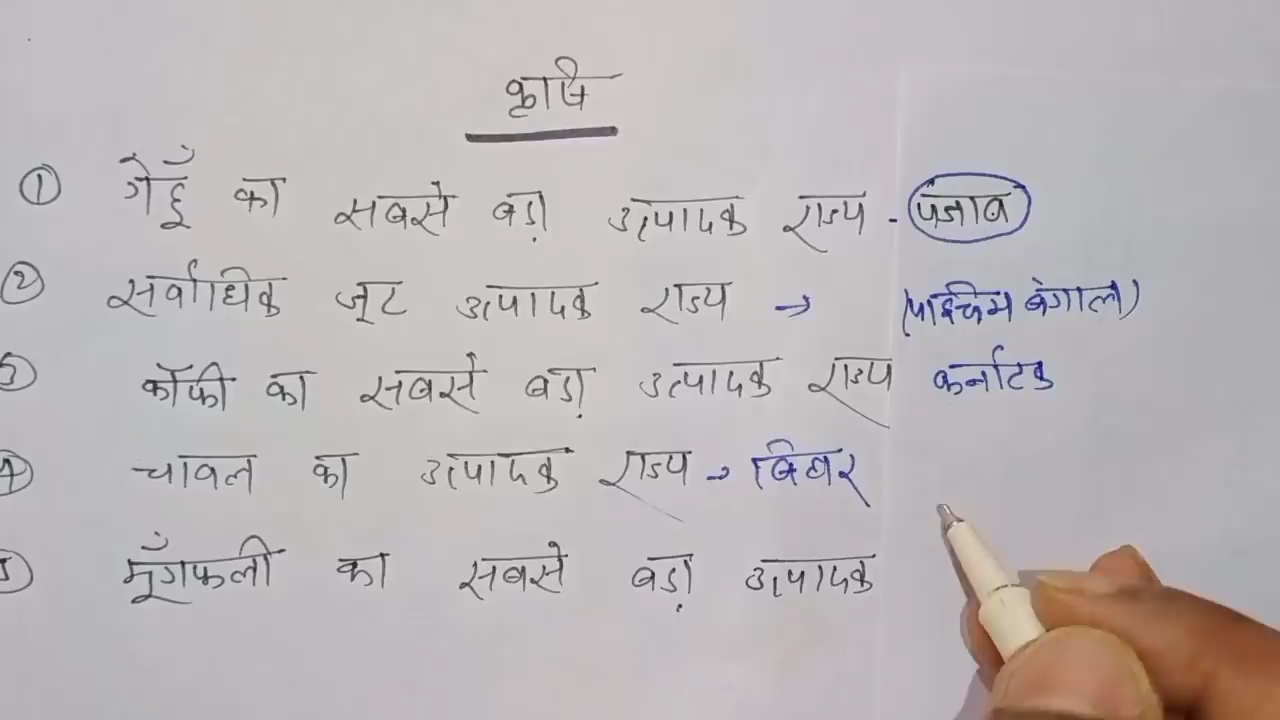 कृषि
① गेहूँ का सबसे बड़ा उत्पादक राज्य - पंजाब
② सर्वाधिक जूट उत्पादक राज्य → (पश्चिम बंगाल)
③ कॉफी का सबसे बड़ा उत्पादक राज्य कर्नाटक
④ चावल का उत्पादक राज्य → बिहार
⑤ मूँगफली का सबसे बड़ा उत्पादक